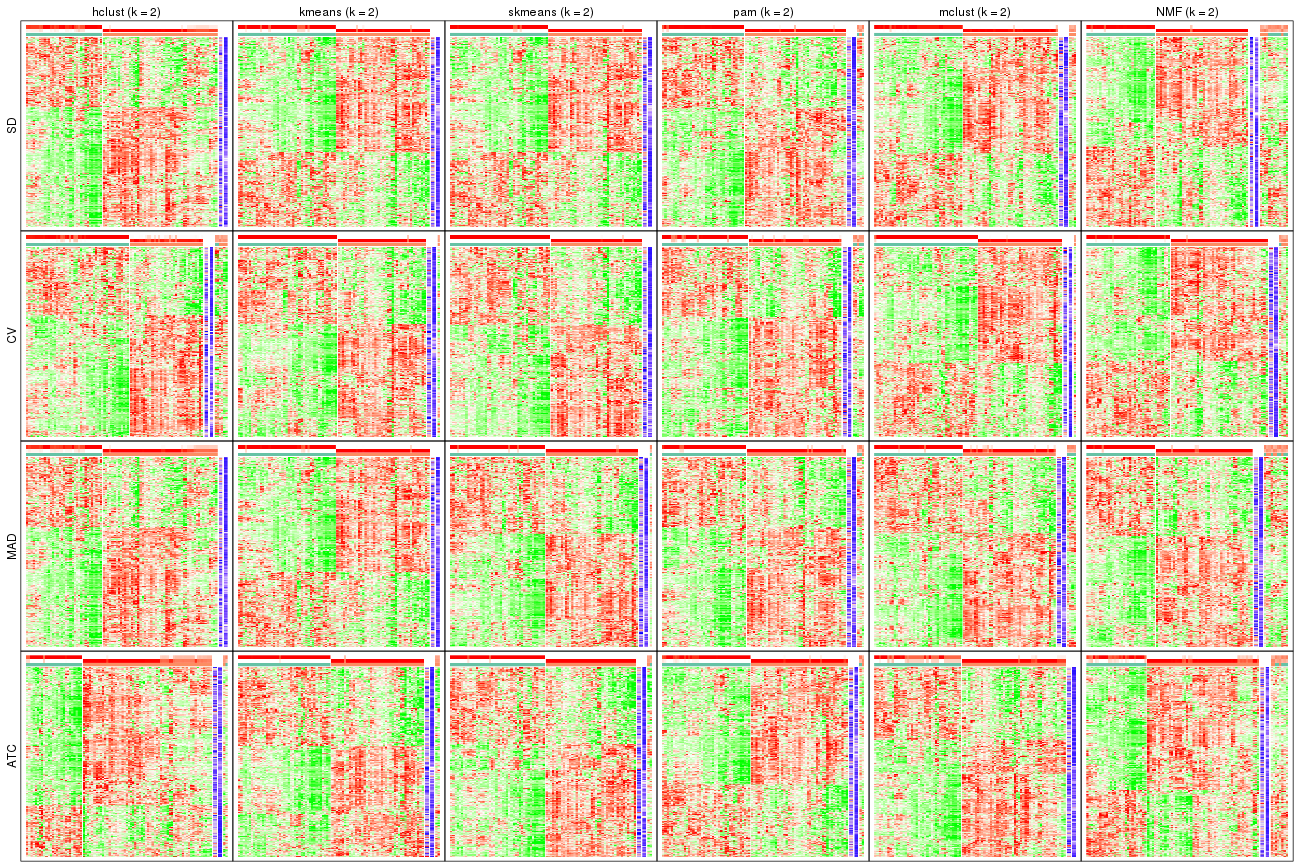 hclust (k = 2) kmeans (k = 2) skmeans (k = 2) pam (k = 2) mclust (k = 2) NMF (k = 2)
SD
CV
MAD
ATC